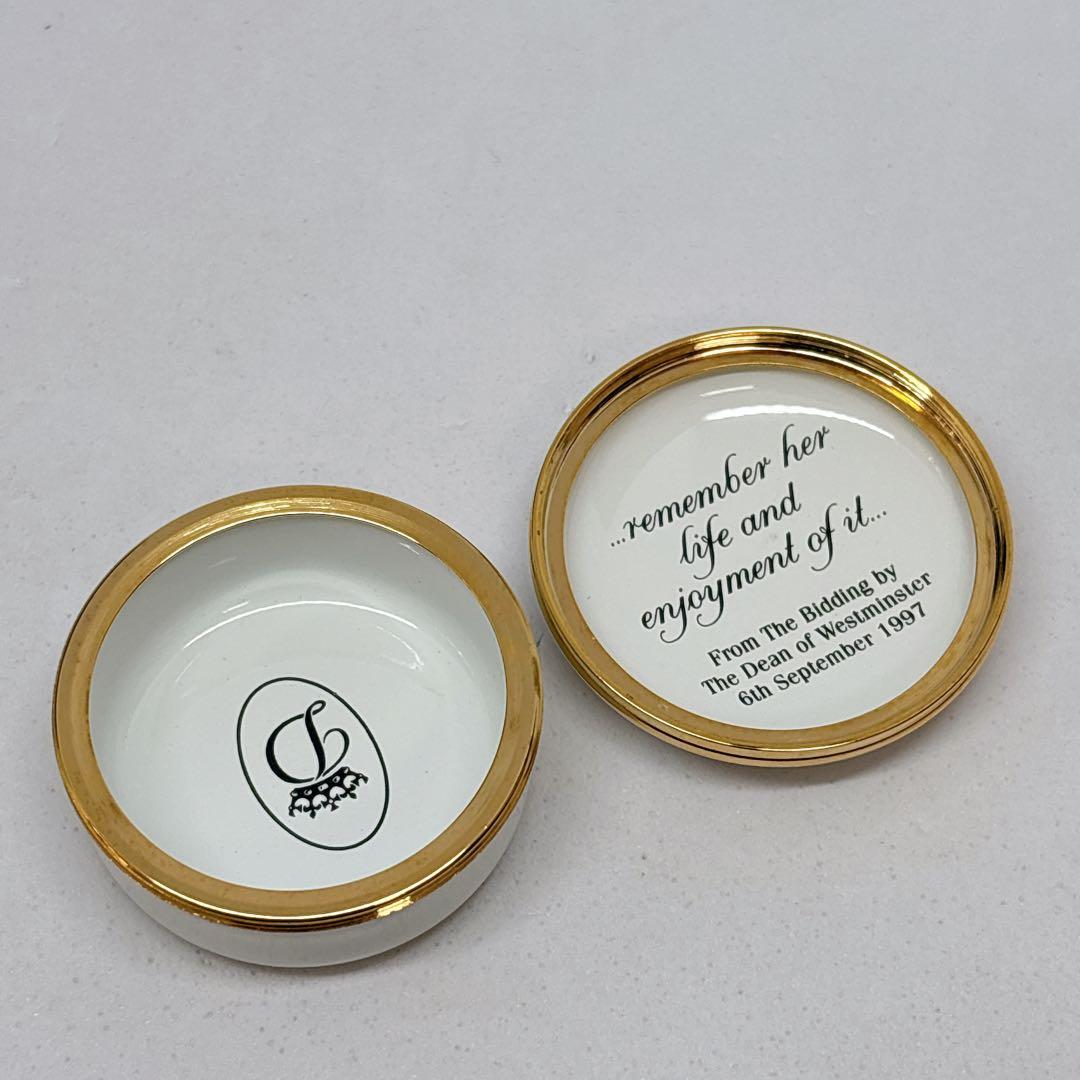 D
...remember her
life and
enjoyment of it...
From The Bidding by
The Dean of Westminster
6th September 1997